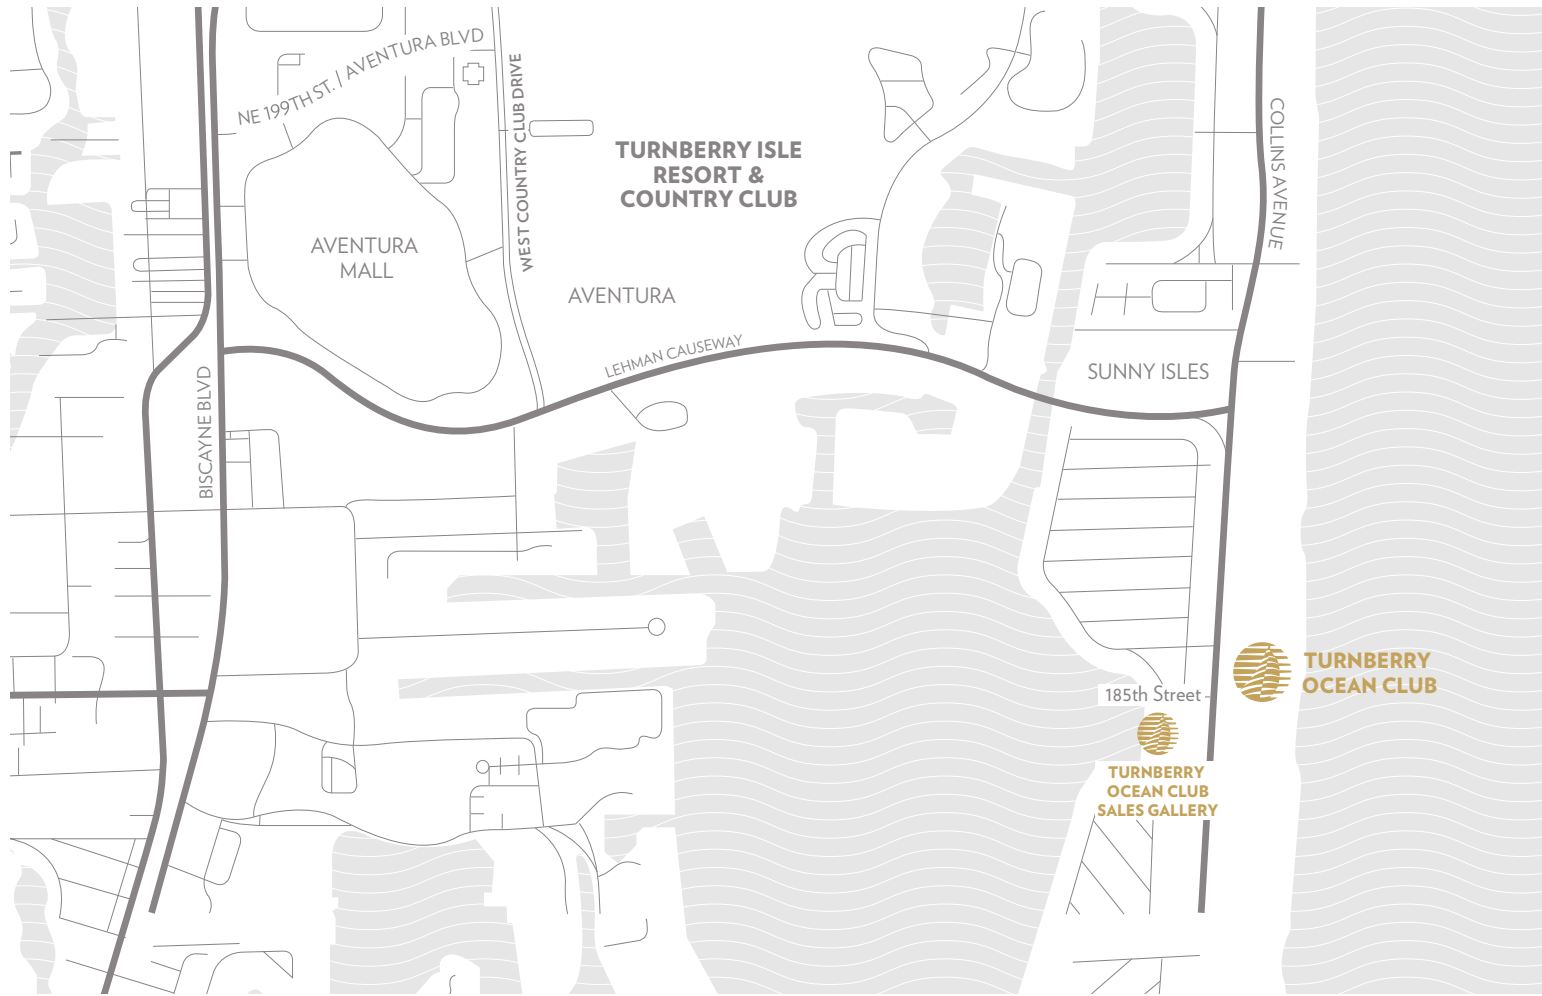 NE 199TH ST. / AVENTURA BLVD
WEST COUNTRY CLUB DRIVE
TURNBERRY ISLE
RESORT &
COUNTRY CLUB
COLLINS AVENUE
AVENTURA
MALL
AVENTURA
LEHMAN CAUSEWAY
SUNNY ISLES
BISCAYNE BLVD
TURNBERRY
OCEAN CLUB
185th Street
TURNBERRY
OCEAN CLUB
SALES GALLERY